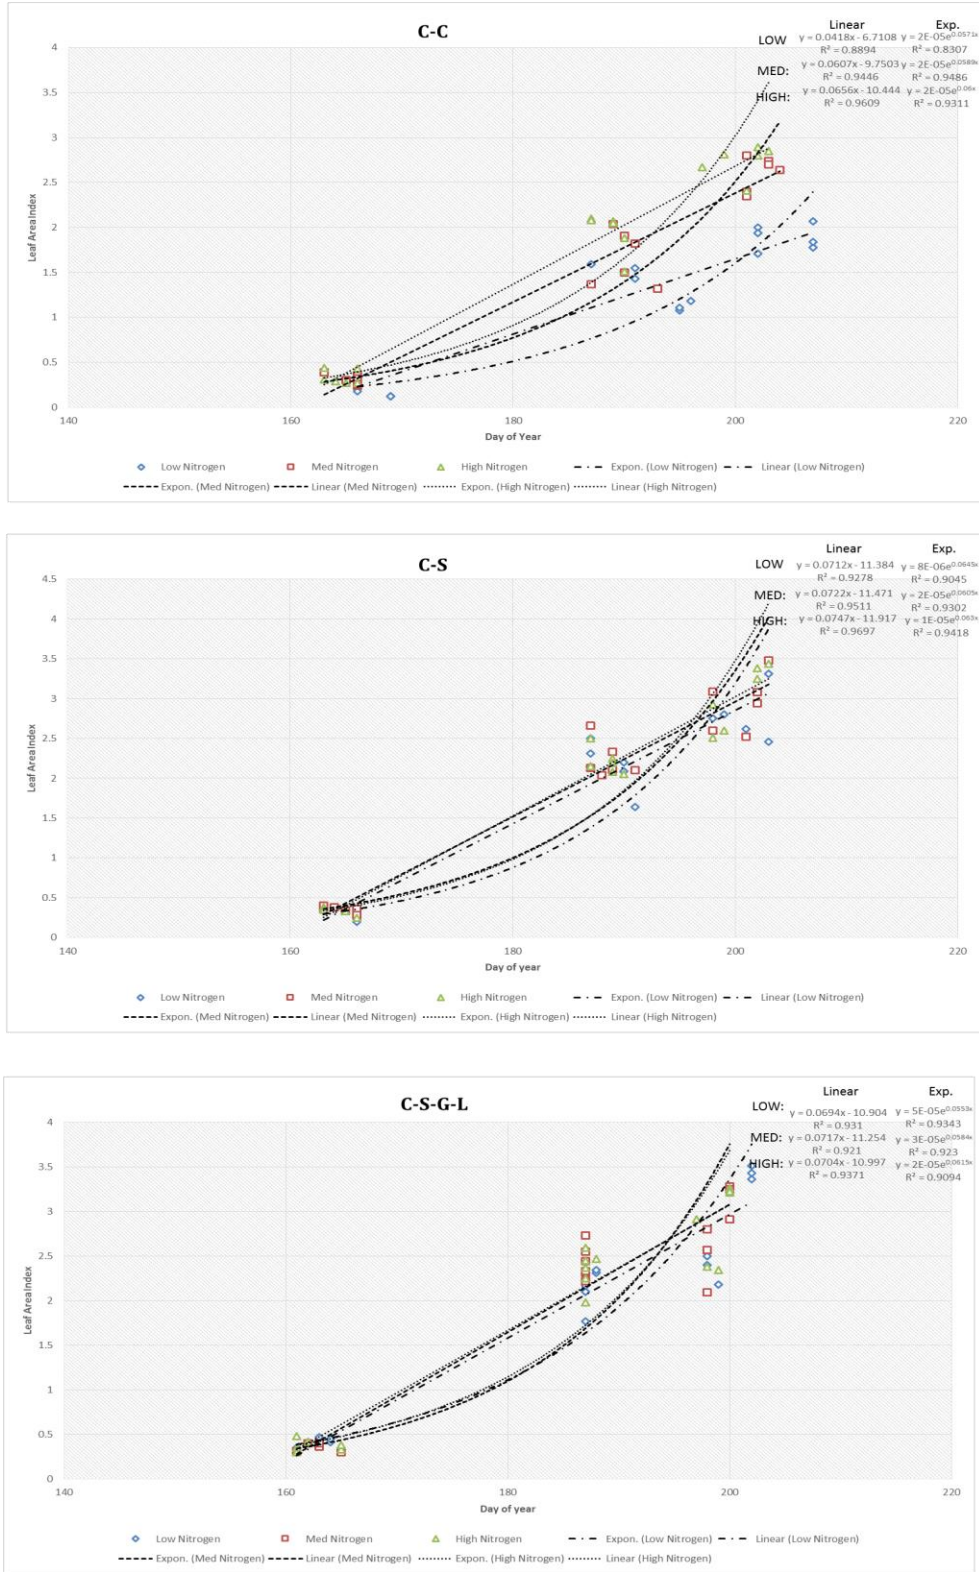 C-C
Linear Exp.
LOW y = 0.0418x - 6.7108 y = 2E-05e^0.0571x
R² = 0.8894 R² = 0.8307
MED: y = 0.0607x - 9.7503 y = 2E-05e^0.0589x
R² = 0.9446 R² = 0.9486
HIGH: y = 0.0656x - 10.444 y = 2E-05e^0.06x
R² = 0.9609 R² = 0.9311
4
3.5
3
2.5
2
1.5
1
0.5
0
Leaf AreaIndex
140 160 180 200 220
Day of Year
Low Nitrogen Med Nitrogen High Nitrogen Expon. (Low Nitrogen) Linear (Low Nitrogen)
Expon. (Med Nitrogen) Linear (Med Nitrogen) Expon. (High Nitrogen) Linear (High Nitrogen)
C-S
Linear Exp.
LOW y = 0.0712x - 11.384 y = 8E-06e^0.0645x
R² = 0.9278 R² = 0.9045
MED: y = 0.0722x - 11.471 y = 2E-05e^0.0605x
R² = 0.9511 R² = 0.9302
HIGH: y = 0.0747x - 11.917 y = 1E-05e^0.063x
R² = 0.9697 R² = 0.9418
4.5
4
3.5
3
2.5
2
1.5
1
0.5
0
Leaf AreaIndex
140 160 180 200 220
Day of year
Low Nitrogen Med Nitrogen High Nitrogen Expon. (Low Nitrogen) Linear (Low Nitrogen)
Expon. (Med Nitrogen) Linear (Med Nitrogen) Expon. (High Nitrogen) Linear (High Nitrogen)
C-S-G-L
Linear Exp.
LOW: y = 0.0694x - 10.904 y = 5E-05e^0.0553x
R² = 0.931 R² = 0.9343
MED: y = 0.0717x - 11.254 y = 3E-05e^0.0584x
R² = 0.921 R² = 0.923
HIGH: y = 0.0704x - 10.997 y = 2E-05e^0.0615x
R² = 0.9371 R² = 0.9094
4
3.5
3
2.5
2
1.5
1
0.5
0
Leaf AreaIndex
140 160 180 200 220
Day of year
Low Nitrogen Med Nitrogen High Nitrogen Expon. (Low Nitrogen) Linear (Low Nitrogen)
Expon. (Med Nitrogen) Linear (Med Nitrogen) Expon. (High Nitrogen) Linear (High Nitrogen)